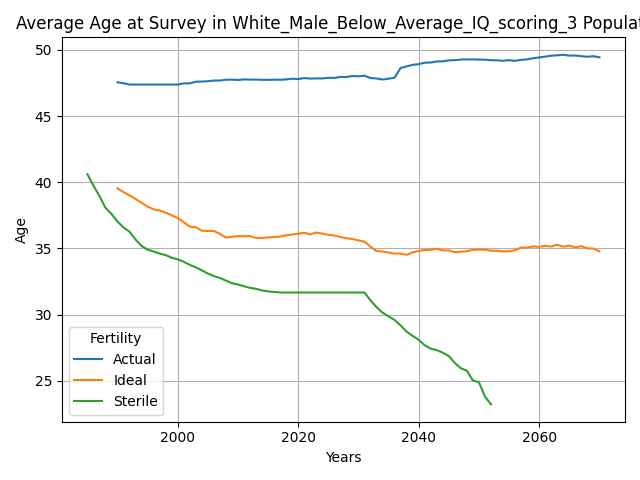 Average Age at Survey in White_Male_Below_Average_IQ_scoring_3 Populat
50
45
40
35
30
25
Age
Fertility
Actual
Ideal
Sterile
2000
2020
2040
2060
Years